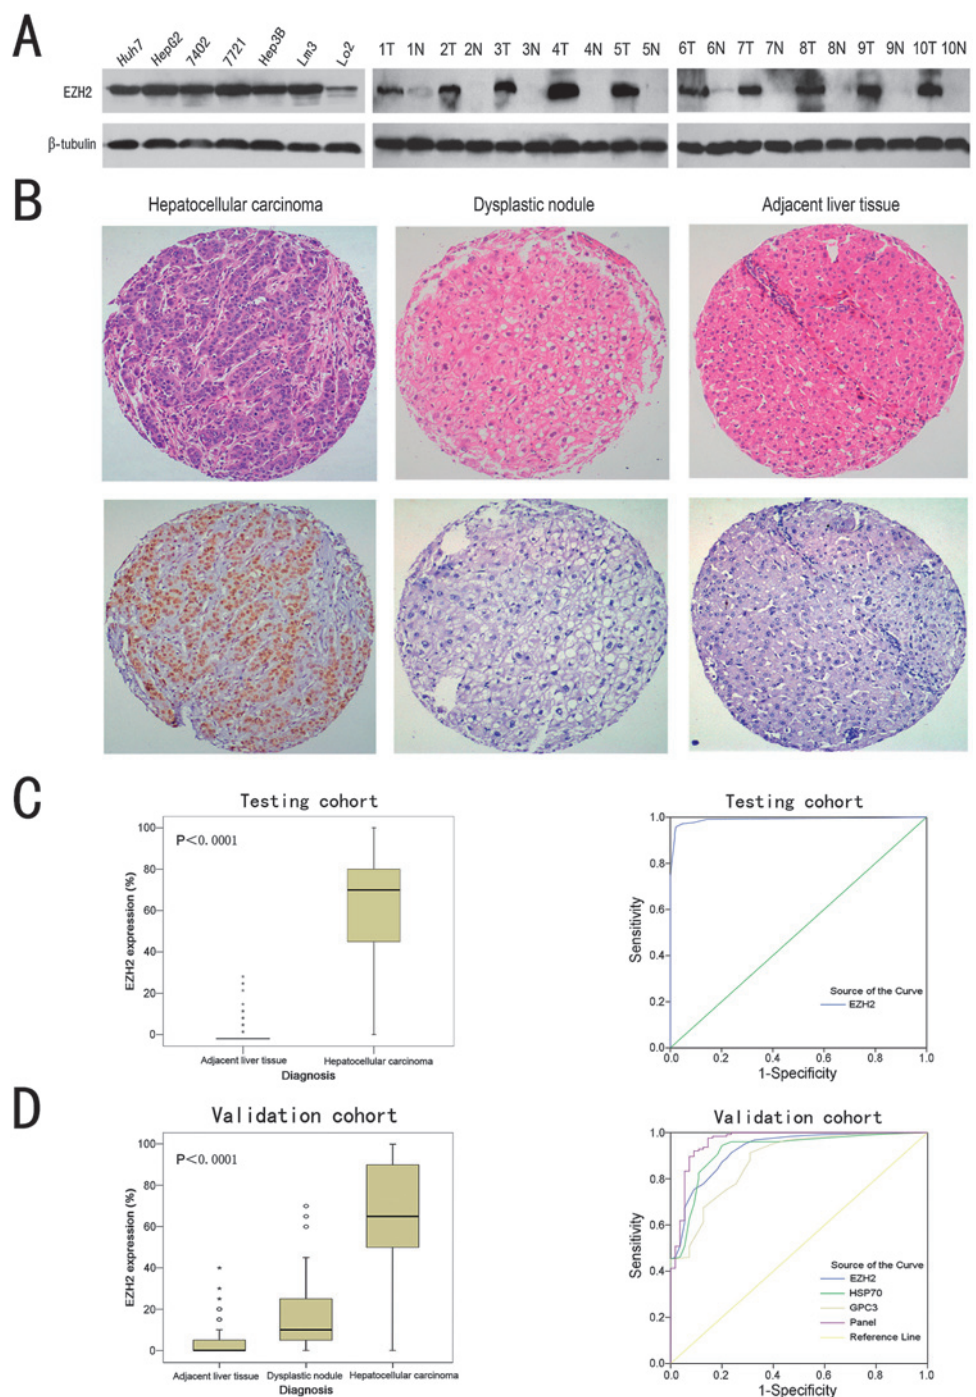 A
Huh7 HepG2 7402 7721 Hep3B Lm3 Lo2
1T 1N 2T 2N 3T 3N 4T 4N 5T 5N
6T 6N 7T 7N 8T 8N 9T 9N 10T 10N
EZH2
β-tubulin
B
Hepatocellular carcinoma
Dysplastic nodule
Adjacent liver tissue
C
Testing cohort
P<0.0001
EZH2 expression (%)
100
80
60
40
20
0
Adjacent liver tissue
Hepatocellular carcinoma
Diagnosis
Testing cohort
Sensitivity
1.0
0.8
0.6
0.4
0.2
0.0
Source of the Curve
EZH2
0.0 0.2 0.4 0.6 0.8 1.0
1-Specificity
D
Validation cohort
P<0.0001
EZH2 expression (%)
100
80
60
40
20
0
Adjacent liver tissue
Dysplastic nodule
Hepatocellular carcinoma
Diagnosis
Validation cohort
Sensitivity
1.0
0.8
0.6
0.4
0.2
0.0
Source of the Curve
EZH2
HSP70
GPC3
Panel
Reference Line
0.0 0.2 0.4 0.6 0.8 1.0
1-Specificity